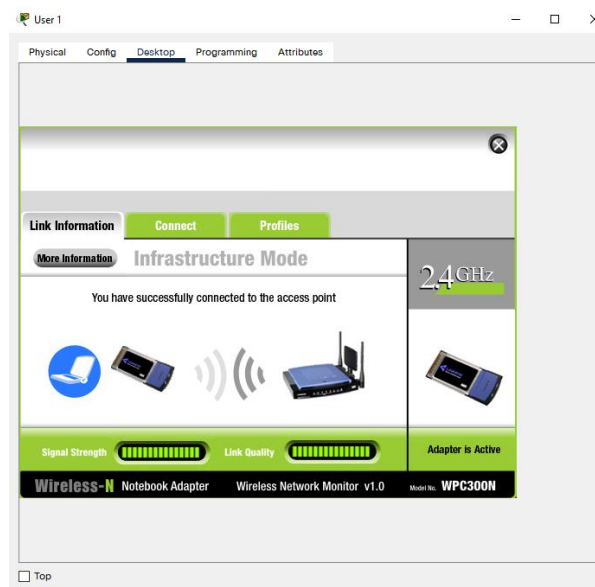 User 1
Physical Config Desktop Programming Attributes
Link Information Connect Profiles
More Information Infrastructure Mode
2.4GHz
You have successfully connected to the access point
Signal Strength Link Quality Adapter is Active
Wireless-N Notebook Adapter Wireless Network Monitor v1.0 Model No. WPC300N
Top